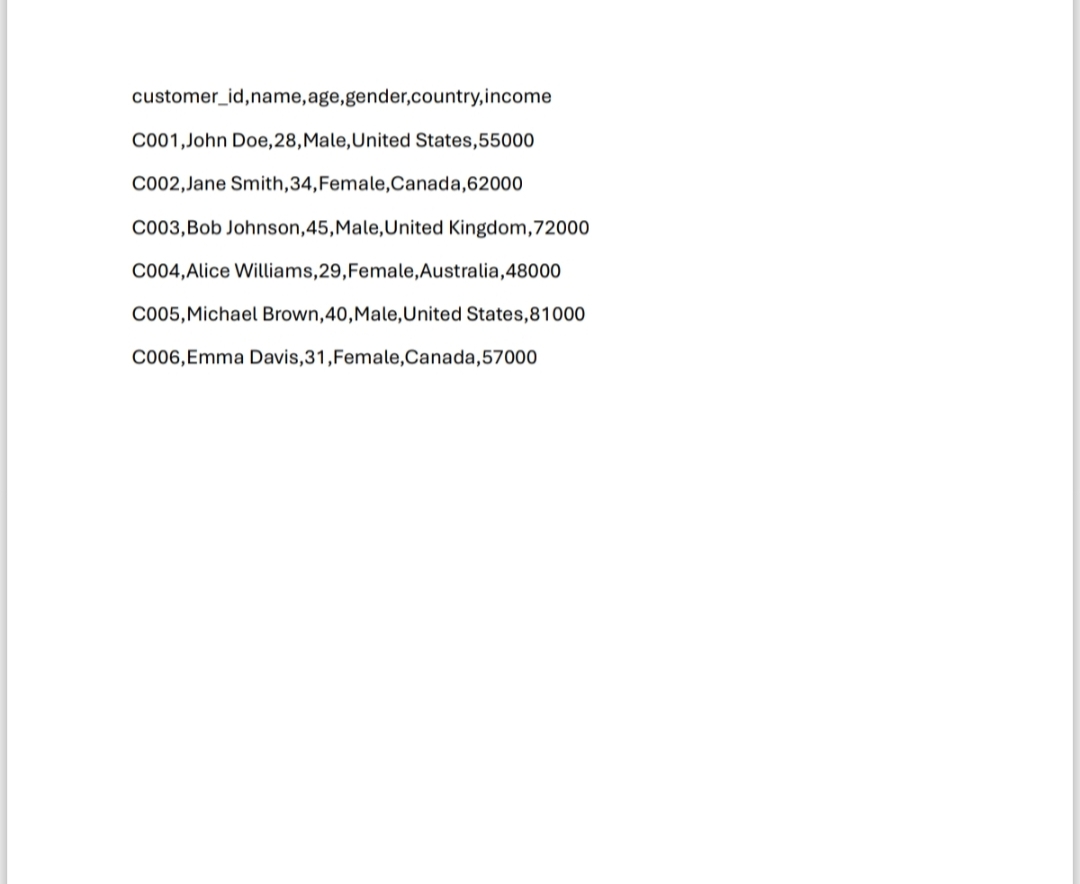 customer_id,name,age,gender,country,income
C001,John Doe,28,Male,United States,55000
C002,Jane Smith,34,Female,Canada,62000
C003,Bob Johnson,45,Male,United Kingdom,72000
C004,Alice Williams,29,Female,Australia,48000
C005,Michael Brown,40,Male,United States,81000
C006,Emma Davis,31,Female,Canada,57000